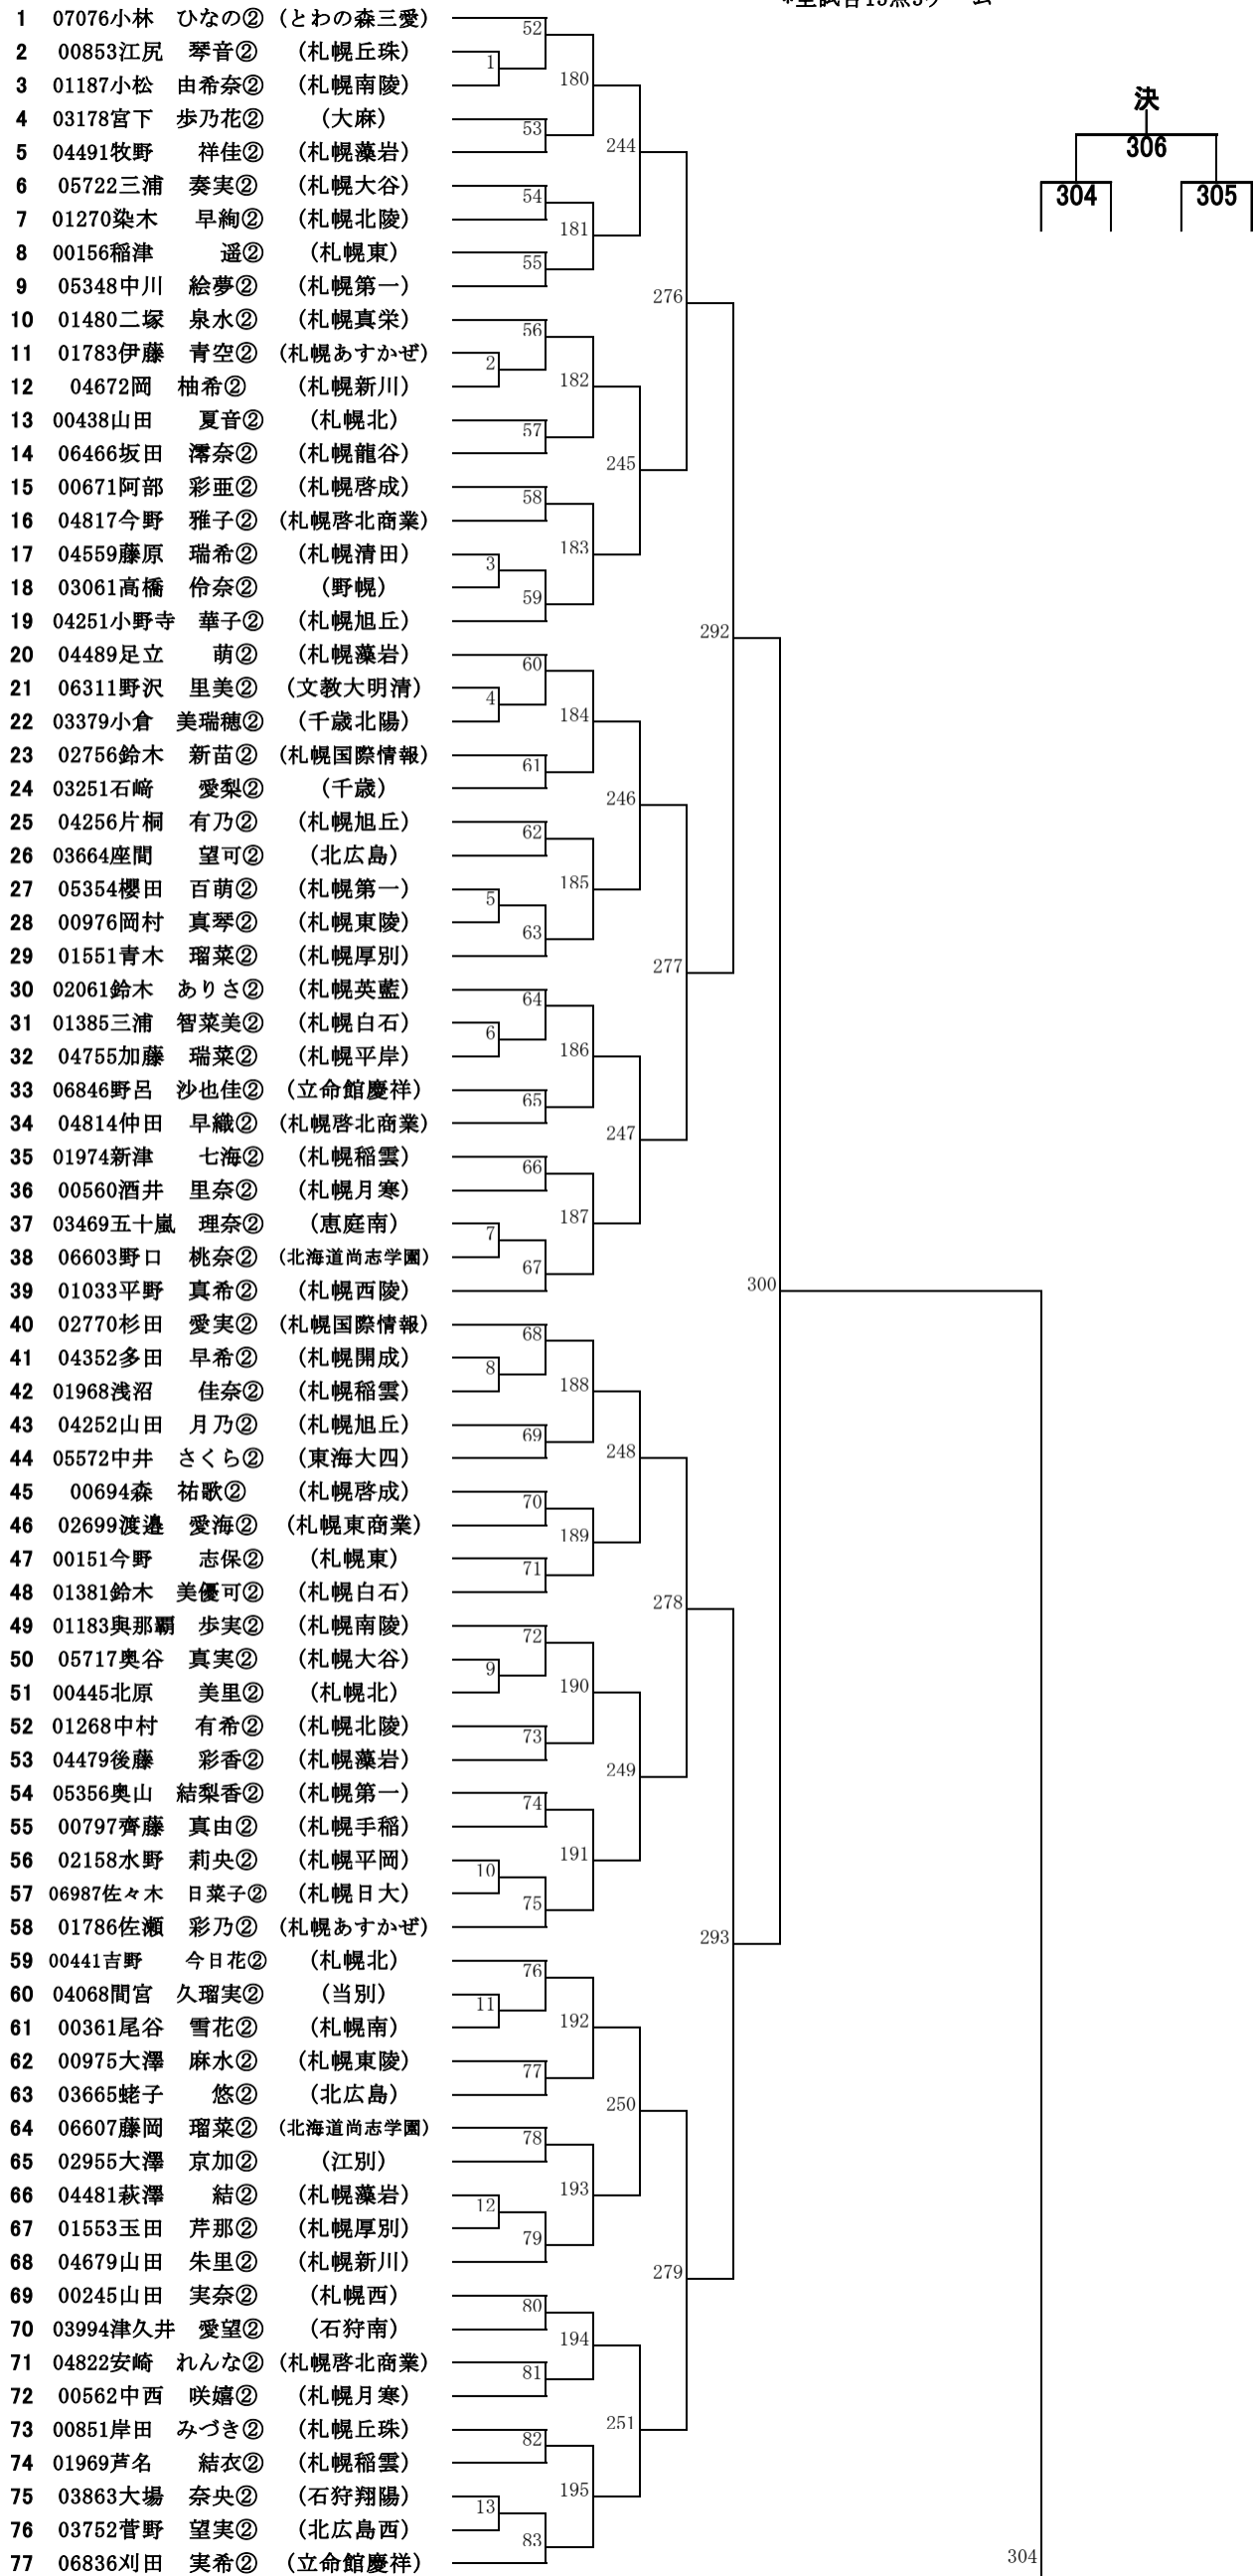 決
306
304 305
1 07076小林 ひなの② (とわの森三愛)
52
2 00853江尻 琴音② (札幌丘珠)
1
3 01187小松 由希奈② (札幌南陵)
180
4 03178宮下 歩乃花② (大麻)
53
5 04491牧野 祥佳② (札幌藻岩)
244
6 05722三浦 奏実② (札幌大谷)
54
7 01270染木 早絢② (札幌北陵)
181
8 00156稲津 遥② (札幌東)
55
9 05348中川 絵夢② (札幌第一)
276
10 01480二塚 泉水② (札幌真栄)
56
11 01783伊藤 青空② (札幌あすかぜ)
2
12 04672岡 柚希② (札幌新川)
182
13 00438山田 夏音② (札幌北)
57
14 06466坂田 澪奈② (札幌龍谷)
245
15 00671阿部 彩亜② (札幌啓成)
58
16 04817今野 雅子② (札幌啓北商業)
183
17 04559藤原 瑞希② (札幌清田)
3
18 03061高橋 伶奈② (野幌)
59
19 04251小野寺 華子② (札幌旭丘)
292
20 04489足立 萌② (札幌藻岩)
60
21 06311野沢 里美② (文教大明清)
4
22 03379小倉 美瑞穂② (千歳北陽)
184
23 02756鈴木 新苗② (札幌国際情報)
61
24 03251石﨑 愛梨② (千歳)
246
25 04256片桐 有乃② (札幌旭丘)
62
26 03664座間 望可② (北広島)
185
27 05354櫻田 百萌② (札幌第一)
5
28 00976岡村 真琴② (札幌東陵)
63
29 01551青木 瑠菜② (札幌厚別)
277
30 02061鈴木 ありさ② (札幌英藍)
64
31 01385三浦 智菜美② (札幌白石)
6
32 04755加藤 瑞菜② (札幌平岸)
186
33 06846野呂 沙也佳② (立命館慶祥)
65
34 04814仲田 早織② (札幌啓北商業)
247
35 01974新津 七海② (札幌稲雲)
66
36 00560酒井 里奈② (札幌月寒)
187
37 03469五十嵐 理奈② (恵庭南)
7
38 06603野口 桃奈② (北海道尚志学園)
67
39 01033平野 真希② (札幌西陵)
300
40 02770杉田 愛実② (札幌国際情報)
68
41 04352多田 早希② (札幌開成)
8
42 01968浅沼 佳奈② (札幌稲雲)
188
43 04252山田 月乃② (札幌旭丘)
69
44 05572中井 さくら② (東海大四)
248
45 00694森 祐歌② (札幌啓成)
70
46 02699渡邉 愛海② (札幌東商業)
189
47 00151今野 志保② (札幌東)
71
48 01381鈴木 美優可② (札幌白石)
278
49 01183與那覇 歩実② (札幌南陵)
72
50 05717奥谷 真実② (札幌大谷)
9
51 00445北原 美里② (札幌北)
190
52 01268中村 有希② (札幌北陵)
73
53 04479後藤 彩香② (札幌藻岩)
249
54 05356奥山 結梨香② (札幌第一)
74
55 00797齊藤 真由② (札幌手稲)
191
56 02158水野 莉央② (札幌平岡)
10
57 06987佐々木 日菜子② (札幌日大)
75
58 01786佐瀬 彩乃② (札幌あすかぜ)
293
59 00441吉野 今日花② (札幌北)
76
60 04068間宮 久瑠実② (当別)
11
61 00361尾谷 雪花② (札幌南)
192
62 00975大澤 麻水② (札幌東陵)
77
63 03665蛯子 悠② (北広島)
250
64 06607藤岡 瑠菜② (北海道尚志学園)
78
65 02955大澤 京加② (江別)
193
66 04481萩澤 結② (札幌藻岩)
12
67 01553玉田 芹那② (札幌厚別)
79
68 04679山田 朱里② (札幌新川)
279
69 00245山田 実奈② (札幌西)
80
70 03994津久井 愛望② (石狩南)
194
71 04822安崎 れんな② (札幌啓北商業)
81
72 00562中西 咲嬉② (札幌月寒)
251
73 00851岸田 みづき② (札幌丘珠)
82
74 01969芦名 結衣② (札幌稲雲)
195
75 03863大場 奈央② (石狩翔陽)
13
76 03752菅野 望実② (北広島西)
83
77 06836刈田 実希② (立命館慶祥)
304